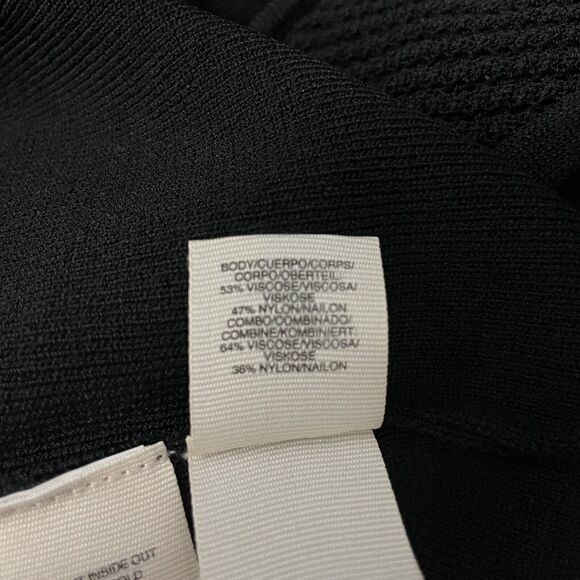 BODY/CUERPO/CORPS/
CORPO/OBERTEIL
53% VISCOSE/VISCOSA/
VISKOSE
47% NYLON/NAILON
COMBO/COMBINADO/
COMBINE/KOMBINIERT
64% VISCOSE/VISCOSA/
VISKOSE
36% NYLON/NAILON
INSIDE OUT